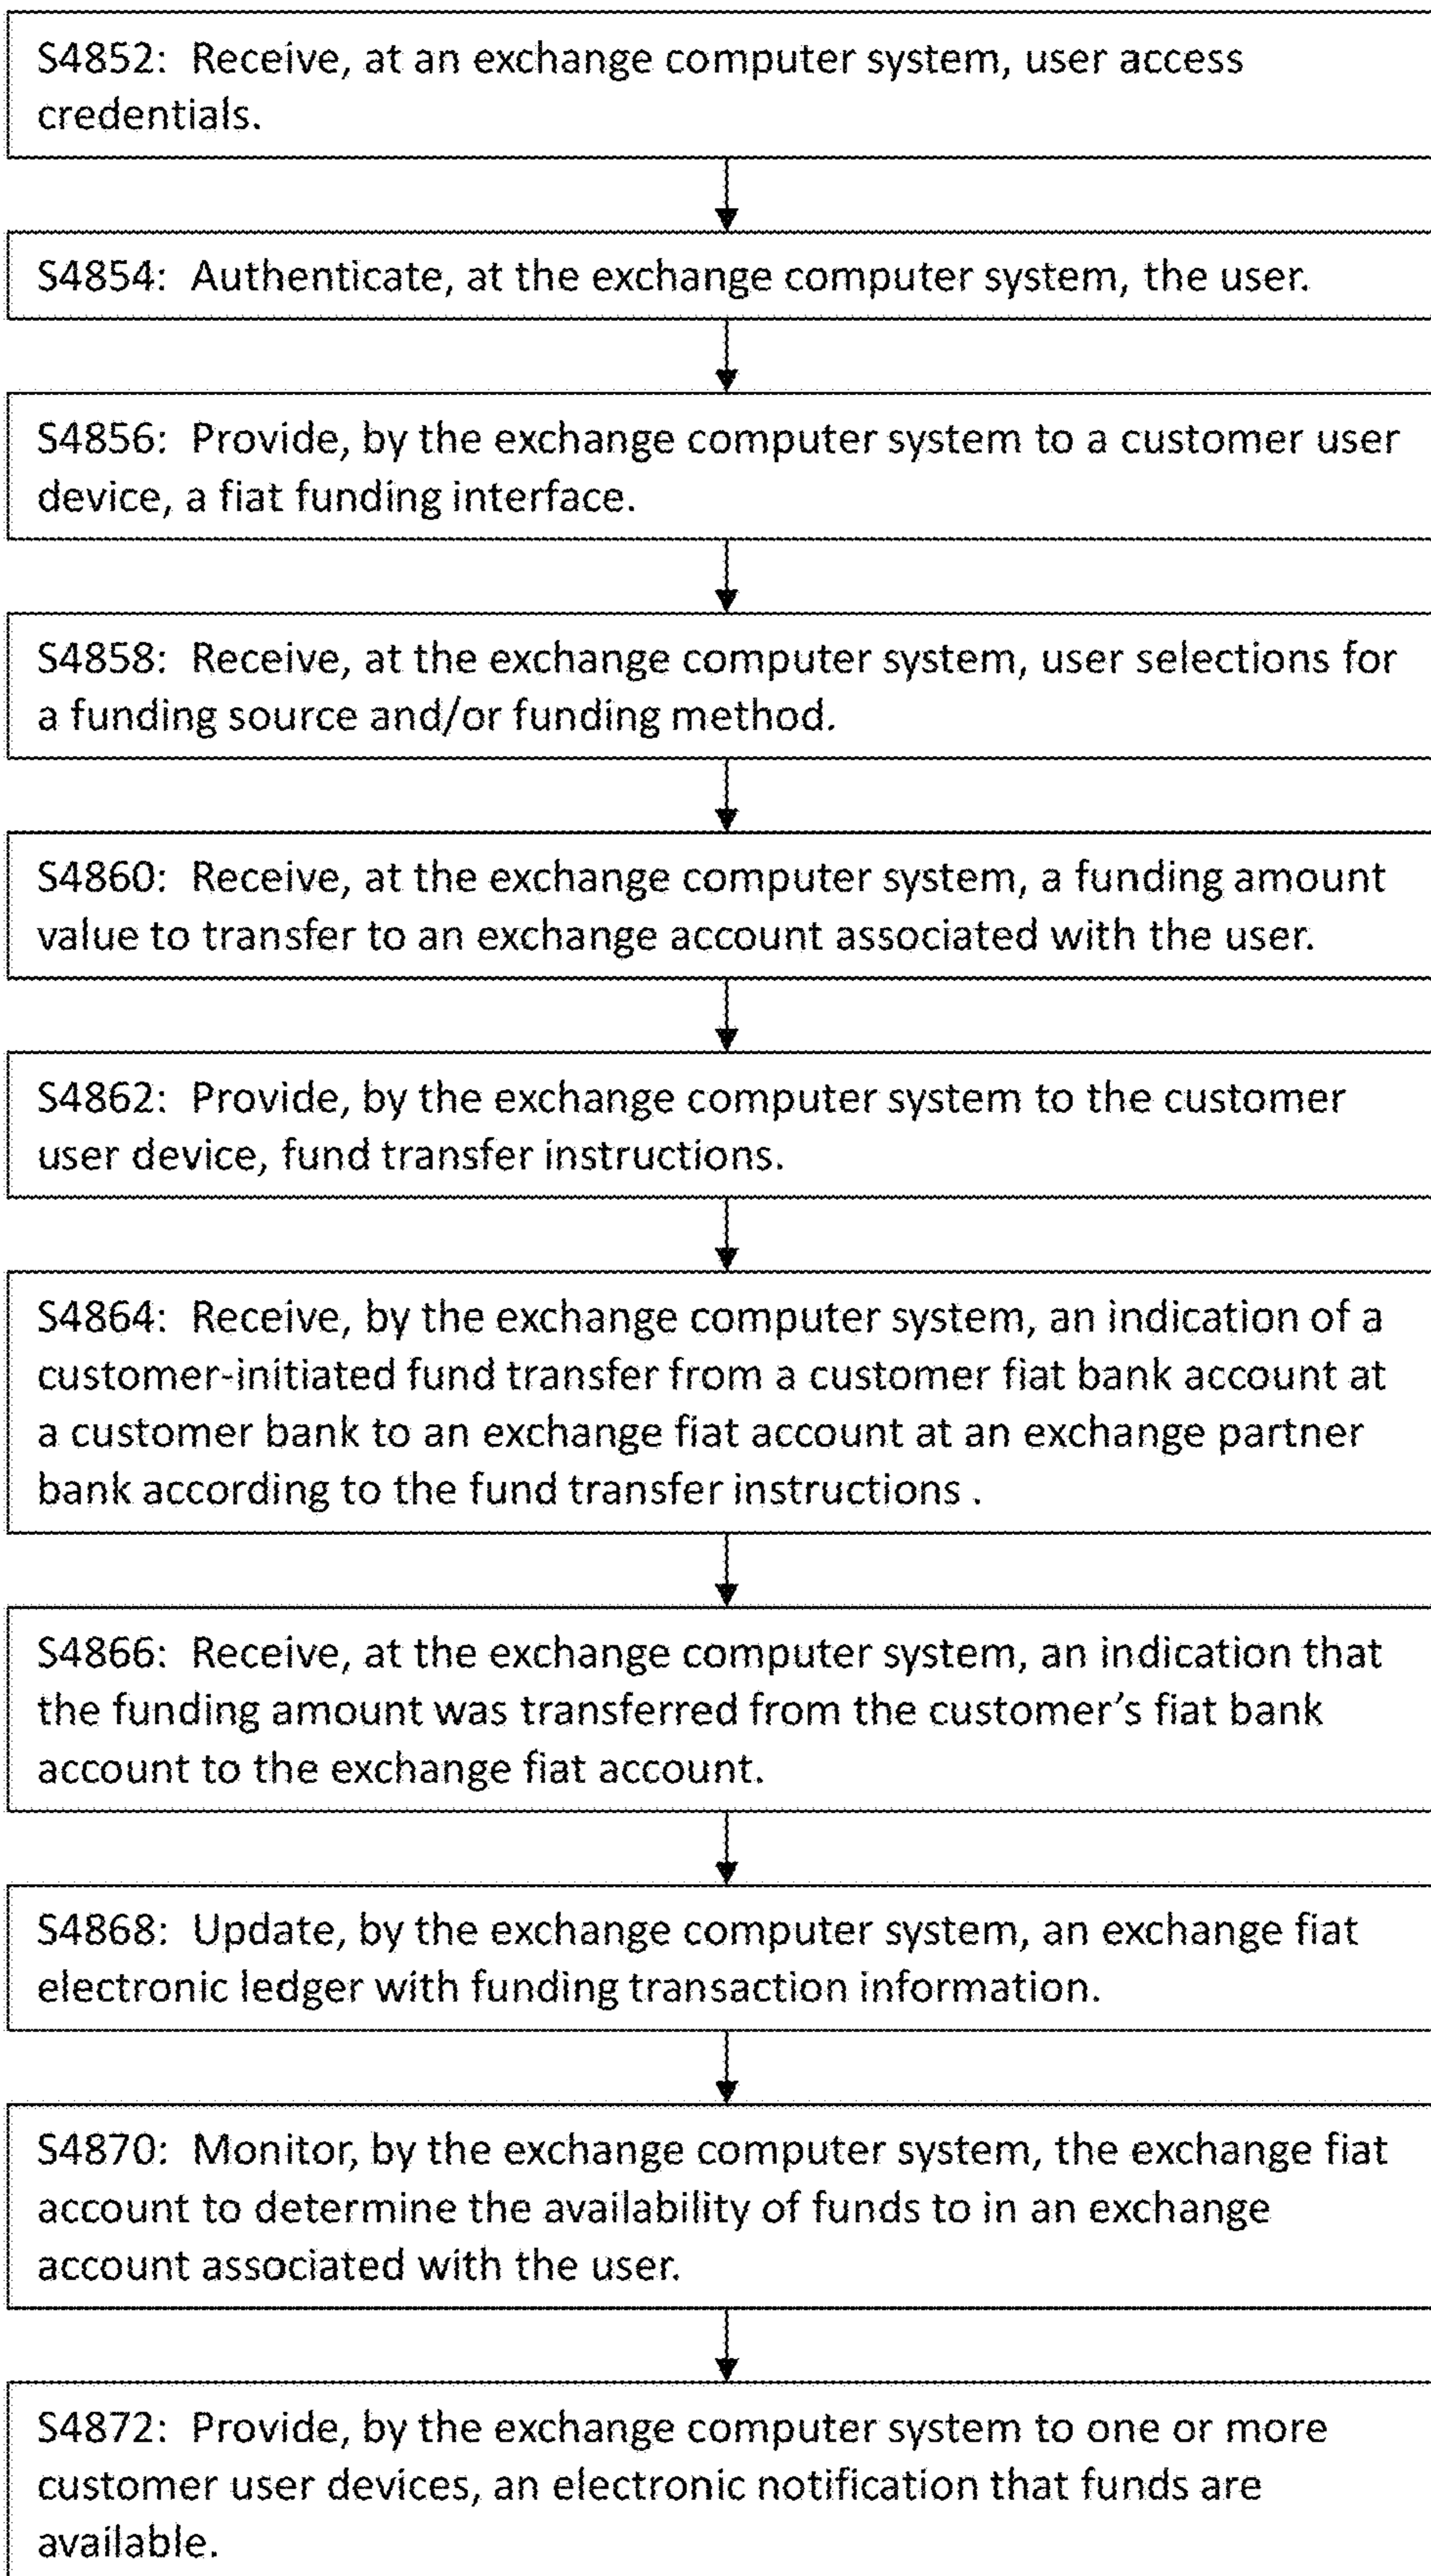 S4852: Receive, at an exchange computer system, user access
credentials.
S4854: Authenticate, at the exchange computer system, the user.
S4856: Provide, by the exchange computer system to a customer user
device, a fiat funding interface.
S4858: Receive, at the exchange computer system, user selections for
a funding source and/or funding method.
S4860: Receive, at the exchange computer system, a funding amount
value to transfer to an exchange account associated with the user.
S4862: Provide, by the exchange computer system to the customer
user device, fund transfer instructions.
S4864: Receive, by the exchange computer system, an indication of a
customer-initiated fund transfer from a customer fiat bank account at
a customer bank to an exchange fiat account at an exchange partner
bank according to the fund transfer instructions .
S4866: Receive, at the exchange computer system, an indication that
the funding amount was transferred from the customer's fiat bank
account to the exchange fiat account.
S4868: Update, by the exchange computer system, an exchange fiat
electronic ledger with funding transaction information.
S4870: Monitor, by the exchange computer system, the exchange fiat
account to determine the availability of funds to in an exchange
account associated with the user.
S4872: Provide, by the exchange computer system to one or more
customer user devices, an electronic notification that funds are
available.